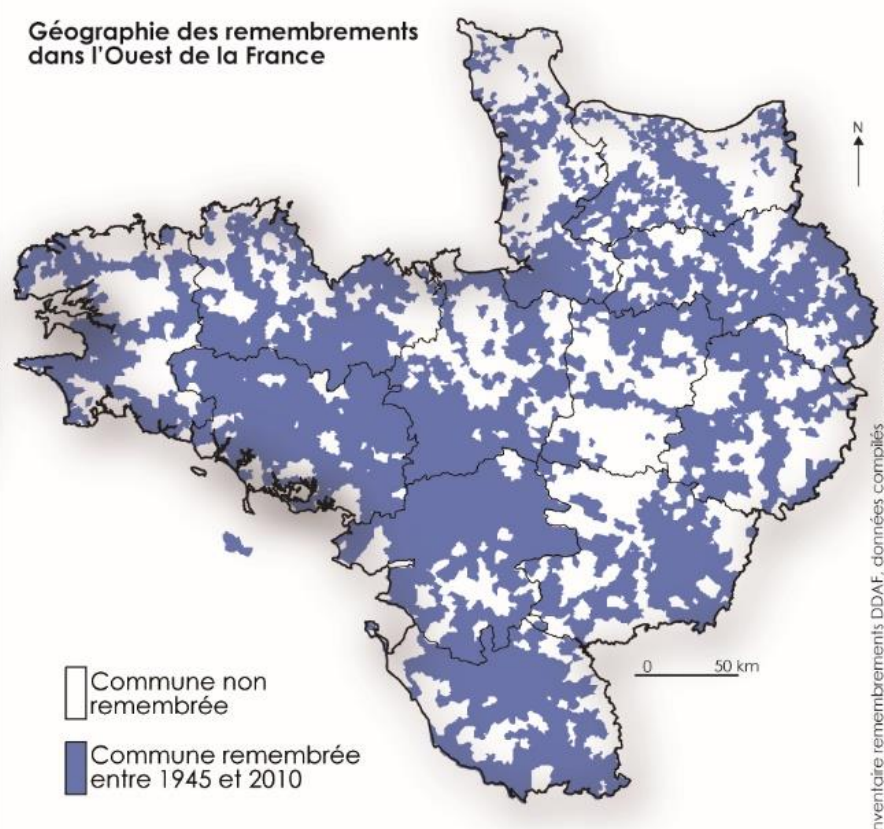 Géographie des remembrements
dans l'Ouest de la France
N
0 50 km
Commune non
remembrée
Commune remembrée
entre 1945 et 2010
nventaire remembrements DDAF, données compilés